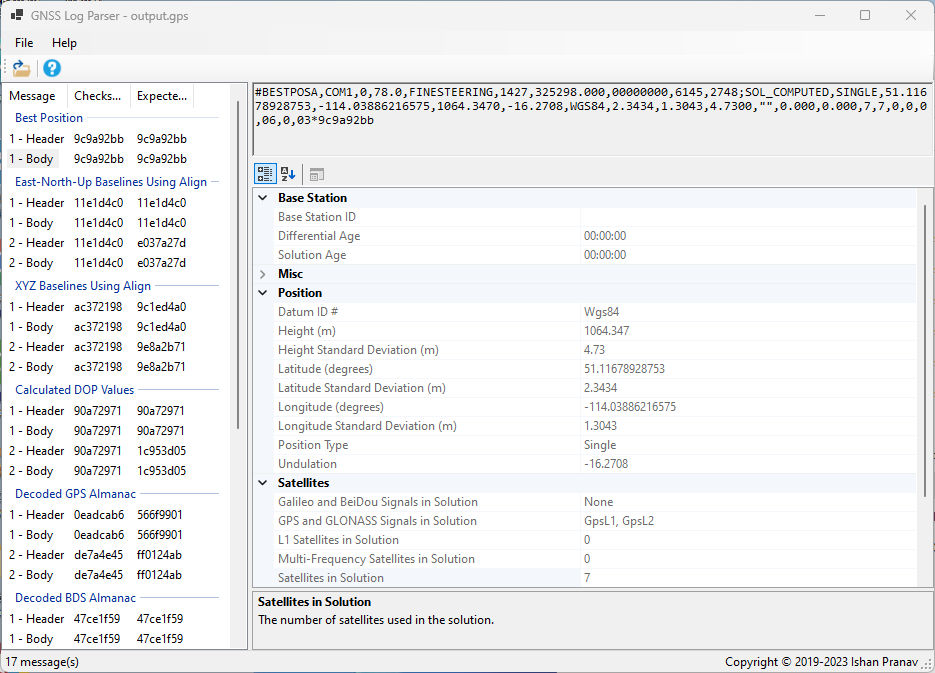 GNSS Log Parser - output.gps
File Help
Message Checks... Expecte...
Best Position
1 - Header 9c9a92bb 9c9a92bb
1 - Body 9c9a92bb 9c9a92bb
East-North-Up Baselines Using Align
1 - Header 11e1d4c0 11e1d4c0
1 - Body 11e1d4c0 11e1d4c0
2 - Header 11e1d4c0 e037a27d
2 - Body 11e1d4c0 e037a27d
XYZ Baselines Using Align
1 - Header ac372198 9c1ed4a0
1 - Body ac372198 9c1ed4a0
2 - Header ac372198 9e8a2b71
2 - Body ac372198 9e8a2b71
Calculated DOP Values
1 - Header 90a72971 90a72971
1 - Body 90a72971 90a72971
2 - Header 90a72971 1c953d05
2 - Body 90a72971 1c953d05
Decoded GPS Almanac
1 - Header 0eadcab6 566f9901
1 - Body 0eadcab6 566f9901
2 - Header de7a4e45 ff0124ab
2 - Body de7a4e45 ff0124ab
Decoded BDS Almanac
1 - Header 47ce1f59 47ce1f59
1 - Body 47ce1f59 47ce1f59
#BESTPOSA,COM1,0,78.0,FINESTEERING,1427,325298.000,00000000,6145,2748;SOL_COMPUTED,SINGLE,51.116
78928753,-114.03886216575,1064.3470,-16.2708,WGS84,2.3434,1.3043,4.7300,"",0.000,0.000,7,7,0,0,0
,06,0,03*9c9a92bb
Base Station
Base Station ID
Differential Age 00:00:00
Solution Age 00:00:00
Misc
Position
Datum ID # Wgs84
Height (m) 1064.347
Height Standard Deviation (m) 4.73
Latitude (degrees) 51.11678928753
Latitude Standard Deviation (m) 2.3434
Longitude (degrees) -114.03886216575
Longitude Standard Deviation (m) 1.3043
Position Type Single
Undulation -16.2708
Satellites
Galileo and BeiDou Signals in Solution None
GPS and GLONASS Signals in Solution GpsL1, GpsL2
L1 Satellites in Solution 0
Multi-Frequency Satellites in Solution 0
Satellites in Solution 7
Satellites in Solution
The number of satellites used in the solution.
17 message(s)
Copyright © 2019-2023 Ishan Pranav